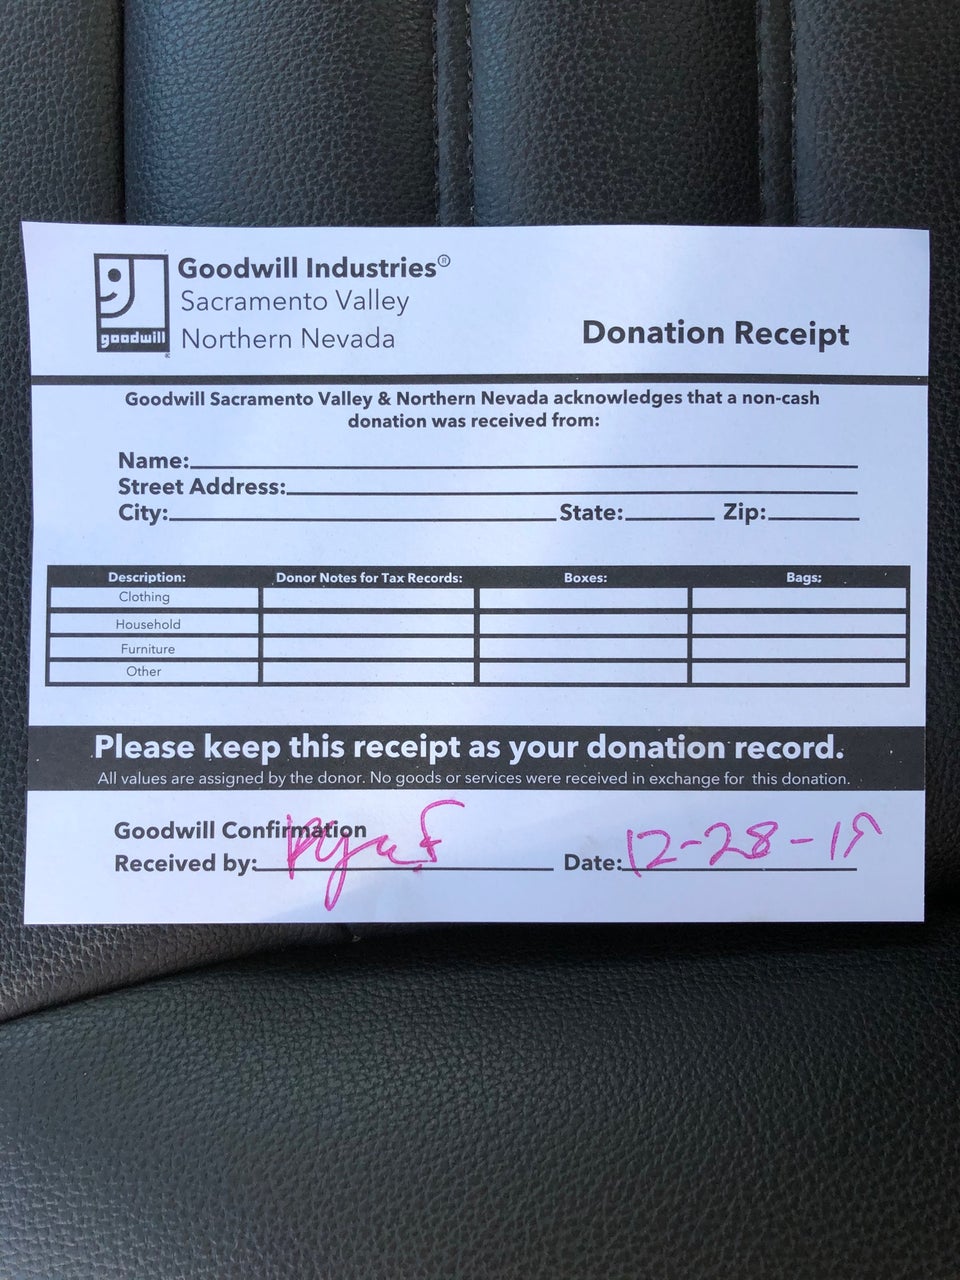 goodwill
Goodwill Industries®
Sacramento Valley
Northern Nevada
Donation Receipt
Goodwill Sacramento Valley & Northern Nevada acknowledges that a non-cash
donation was received from:
Name:
Street Address:
City: State: Zip:
Description: Donor Notes for Tax Records: Boxes: Bags:
Clothing
Household
Furniture
Other
Please keep this receipt as your donation record.
All values are assigned by the donor. No goods or services were received in exchange for this donation.
Goodwill Confirmation
Received by: Date: 12-28-19